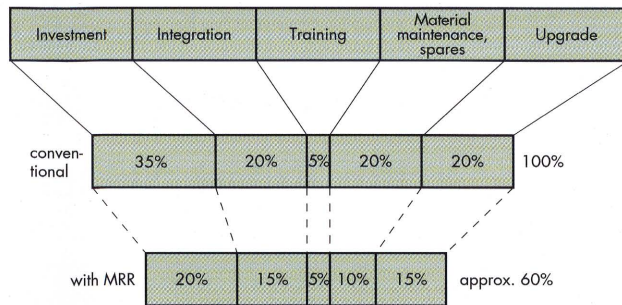 Investment
Integration
Training
Material
maintenance,
spares
Upgrade
conven-
tional
35%
20%
5%
20%
20%
100%
with MRR
20%
15%
5%
10%
15%
approx. 60%